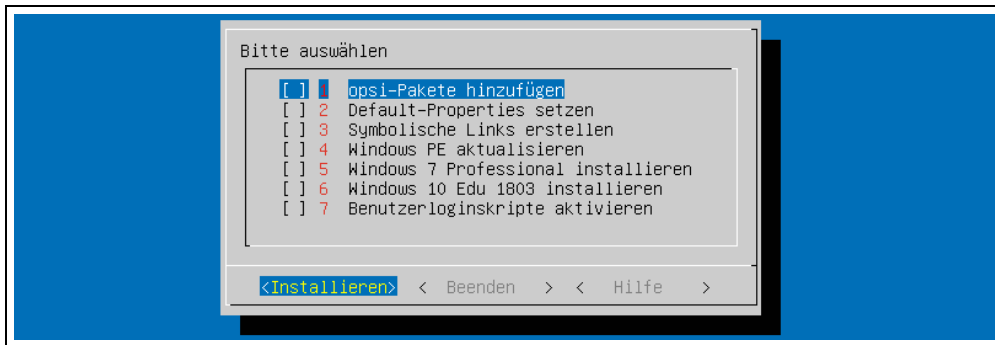 Bitte auswählen
[ ] 1 opsi-Pakete hinzufügen
[ ] 2 Default-Properties setzen
[ ] 3 Symbolische Links erstellen
[ ] 4 Windows PE aktualisieren
[ ] 5 Windows 7 Professional installieren
[ ] 6 Windows 10 Edu 1803 installieren
[ ] 7 Benutzerloginskripte aktivieren
<Installieren> < Beenden > < Hilfe >